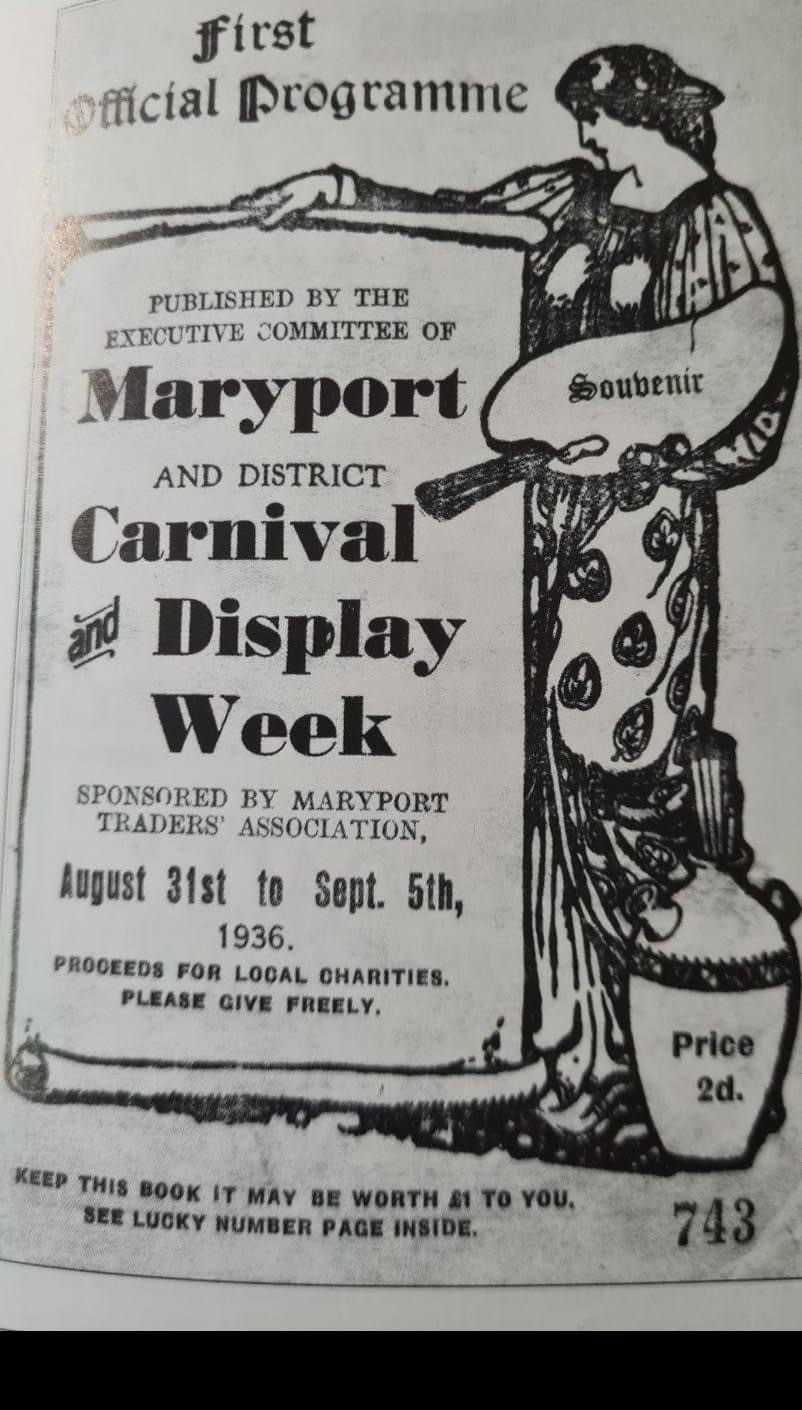 First
Official Programme
PUBLISHED BY THE
EXECUTIVE COMMITTEE OF
Maryport
AND DISTRICT
Carnival
and Display
Week
SPONSORED BY MARYPORT
TRADERS' ASSOCIATION,
August 31st to Sept. 5th,
1936.
PROCEEDS FOR LOCAL CHARITIES.
PLEASE GIVE FREELY.
Souvenir
Price
2d.
KEEP THIS BOOK IT MAY BE WORTH £1 TO YOU.
SEE LUCKY NUMBER PAGE INSIDE.
743